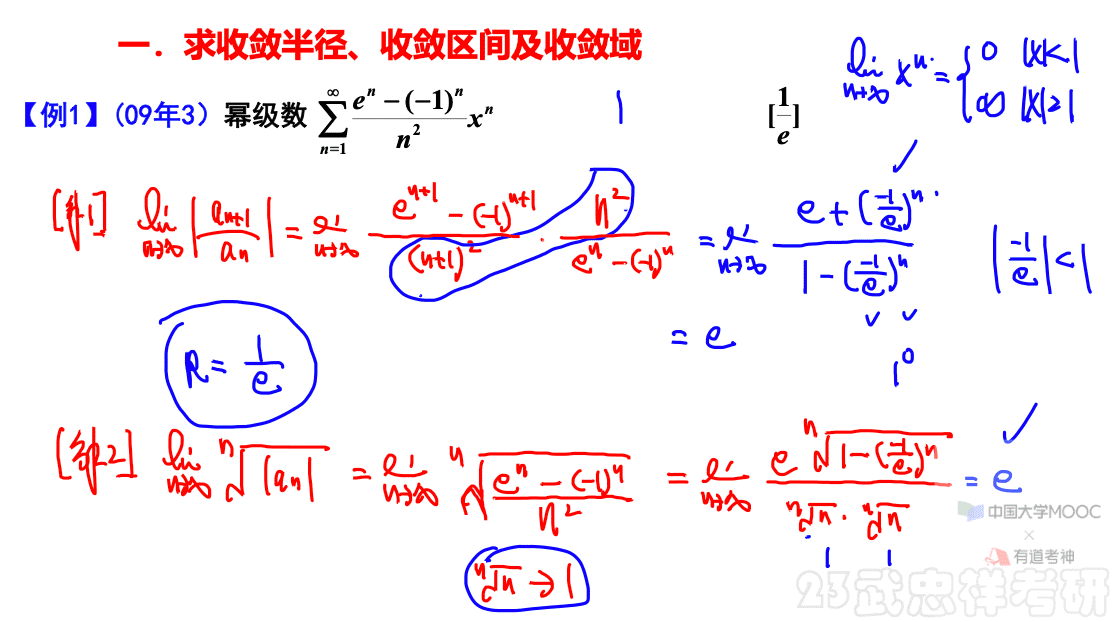 一．求收敛半径、收敛区间及收敛域
【例1】(09年3) 幂级数 $\sum_{n=1}^{\infty}\frac{e^n-(-1)^n}{n^2}x^n$ 1 $[\frac{1}{e}]$
$\lim_{n\to\infty} x^n = \begin{cases} 0 & |x|<1 \\ \infty & |x|>1 \end{cases}$
[解1] $\lim_{n\to\infty}\left|\frac{a_{n+1}}{a_n}\right| = \lim_{n\to\infty}\frac{e^{n+1}-(-1)^{n+1}}{(n+1)^2}\cdot\frac{n^2}{e^n-(-1)^n} = \lim_{n\to\infty}\frac{e+(\frac{-1}{e})^n}{1-(\frac{-1}{e})^n}$ ✓ $\left|\frac{-1}{e}\right|<1$
= e
1 0
$R=\frac{1}{e}$
[解2] $\lim_{n\to\infty}\sqrt[n]{|a_n|} = \lim_{n\to\infty}\sqrt[n]{\frac{e^n-(-1)^n}{n^2}} = \lim_{n\to\infty}\frac{e\sqrt[n]{1-(\frac{-1}{e})^n}}{\sqrt[n]{n}\cdot\sqrt[n]{n}} = e$ ✓
1 1
$\sqrt[n]{n}\to 1$
中国大学MOOC
×
有道考神
23武忠祥考研